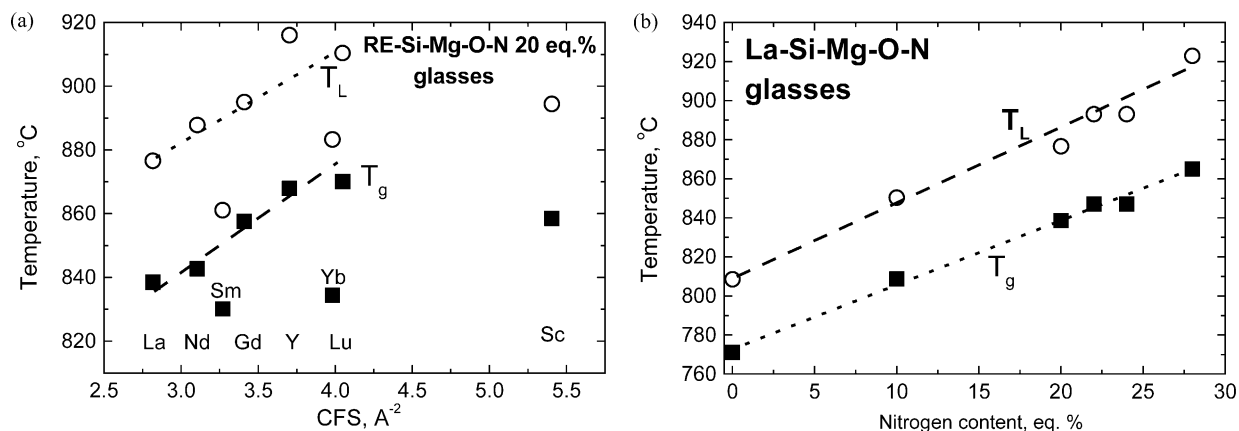 (a)
920
900
880
860
840
820
Temperature, °C
RE-Si-Mg-O-N 20 eq.%
glasses
T_L
T_g
Sm
Yb
La Nd Gd Y Lu Sc
2.5 3.0 3.5 4.0 4.5 5.0 5.5
CFS, A⁻²
(b)
940
920
900
880
860
840
820
800
780
760
Temperature, °C
La-Si-Mg-O-N
glasses
T_L
T_g
0 5 10 15 20 25 30
Nitrogen content, eq. %